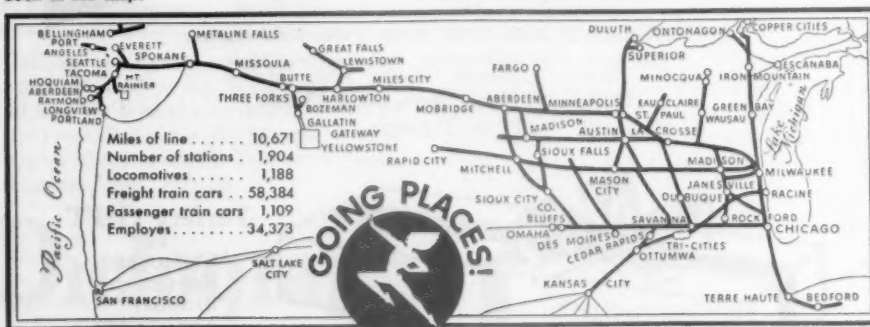 BELLINGHAM
PORT ANGELES
EVERETT
SEATTLE
SPOKANE
METALINE FALLS
TACOMA
MT. RAINIER
HOQUIAM
ABERDEEN
RAYMOND
LONGVIEW
PORTLAND
MISSOULA
GREAT FALLS
LEWISTOWN
BUTTE
THREE FORKS
BOZEMAN
HARLOWTON
MILES CITY
GALLATIN GATEWAY
YELLOWSTONE
MOBRIDGE
FARGO
ABERDEEN
MINNEAPOLIS
DULUTH
SUPERIOR
ONTONAGON
COPPER CITIES
ESCANABA
MINOCQUA
IRON MOUNTAIN
EAU CLAIRE
ST. PAUL
WAUSAU
GREEN BAY
Lake Michigan
MADISON
AUSTIN
LA CROSSE
RAPID CITY
MITCHELL
SIOUX FALLS
MASON CITY
MADISON
MILWAUKEE
JANESVILLE
RACINE
SIOUX CITY
DUBUQUE
CO. BLUFFS
OMAHA
DES MOINES
CEDAR RAPIDS
SAVANNA
ROCKFORD
CHICAGO
TRI-CITIES
OTTUMWA
KANSAS CITY
TERRE HAUTE
BEDFORD
Miles of line ...... 10,671
Number of stations . 1,904
Locomotives ...... 1,188
Freight train cars .. 58,384
Passenger train cars 1,109
Employes ....... 34,373
Pacific Ocean
SALT LAKE CITY
SAN FRANCISCO
GOING PLACES!